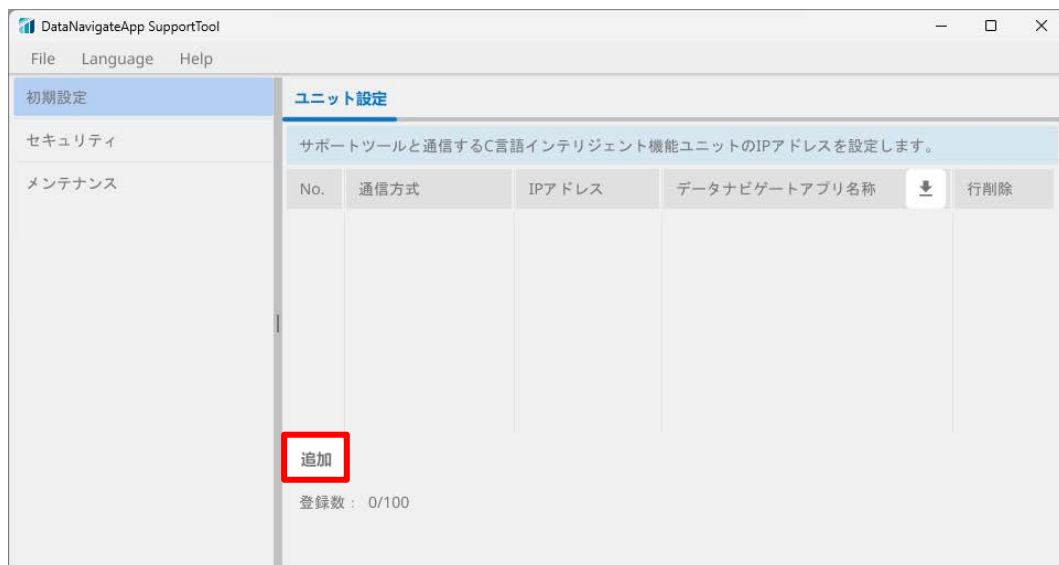 DataNavigateApp SupportTool
File Language Help
初期設定
セキュリティ
メンテナンス
ユニット設定
サポートツールと通信するC言語インテリジェント機能ユニットのIPアドレスを設定します。
No. 通信方式 IPアドレス データナビゲートアプリ名称 行削除
追加
登録数： 0/100